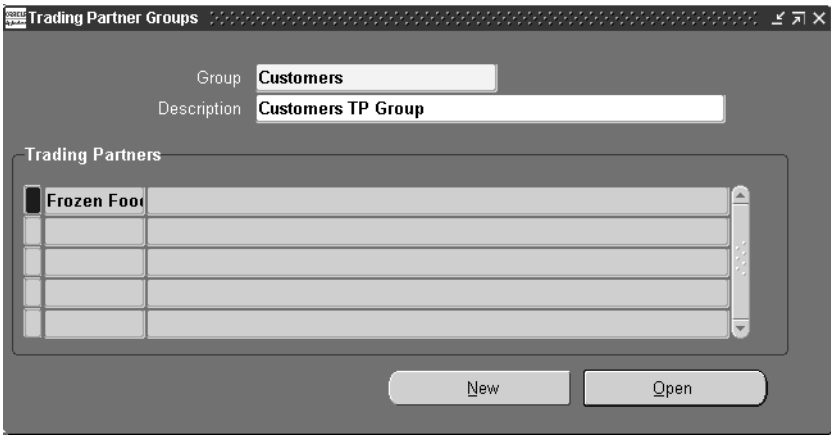 Trading Partner Groups
Group Customers
Description Customers TP Group
Trading Partners
Frozen Foo
New Open